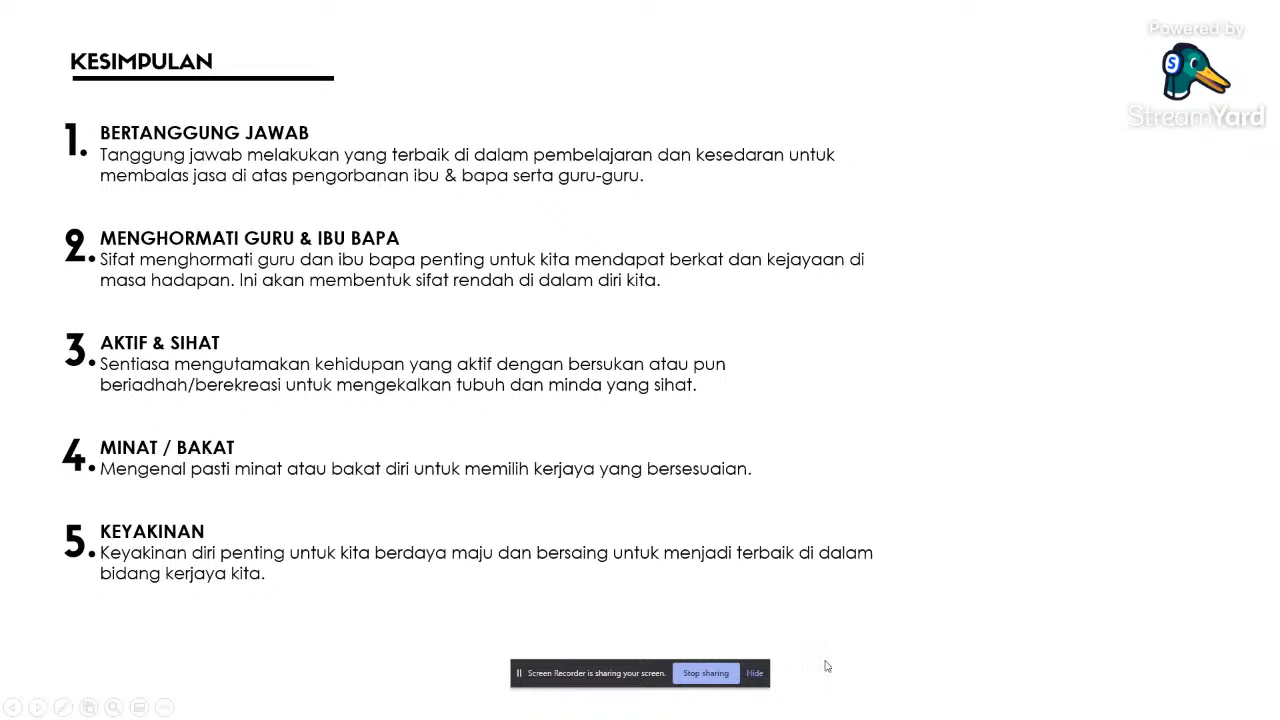 Powered by
StreamYard
KESIMPULAN
1. BERTANGGUNG JAWAB
Tanggung jawab melakukan yang terbaik di dalam pembelajaran dan kesedaran untuk
membalas jasa di atas pengorbanan ibu & bapa serta guru-guru.
2. MENGHORMATI GURU & IBU BAPA
Sifat menghormati guru dan ibu bapa penting untuk kita mendapat berkat dan kejayaan di
masa hadapan. Ini akan membentuk sifat rendah di dalam diri kita.
3. AKTIF & SIHAT
Sentiasa mengutamakan kehidupan yang aktif dengan bersukan atau pun
beriadhah/berekreasi untuk mengekalkan tubuh dan minda yang sihat.
4. MINAT / BAKAT
Mengenal pasti minat atau bakat diri untuk memilih kerjaya yang bersesuaian.
5. KEYAKINAN
Keyakinan diri penting untuk kita berdaya maju dan bersaing untuk menjadi terbaik di dalam
bidang kerjaya kita.
Screen Recorder is sharing your screen. Stop sharing Hide